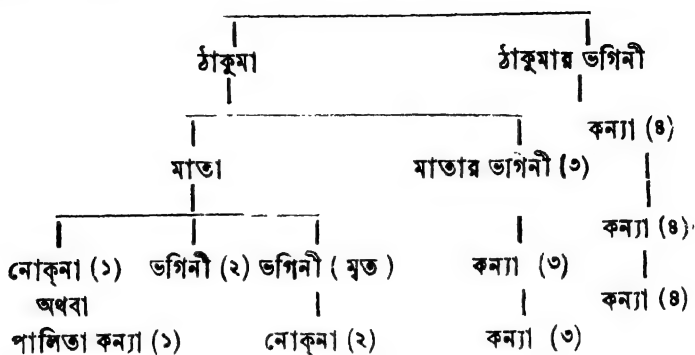 ঠাকুমা ঠাকুমার ভগিনী
কন্যা (৪)
মাতা মাতার ভাগিনী (৩)
কন্যা (৪)
নোক্‌না (১) ভগিনী (২) ভগিনী ( মৃত ) কন্যা (৩)
অথবা কন্যা (৪)
পালিতা কন্যা (১) নোক্‌না (২) কন্যা (৩)